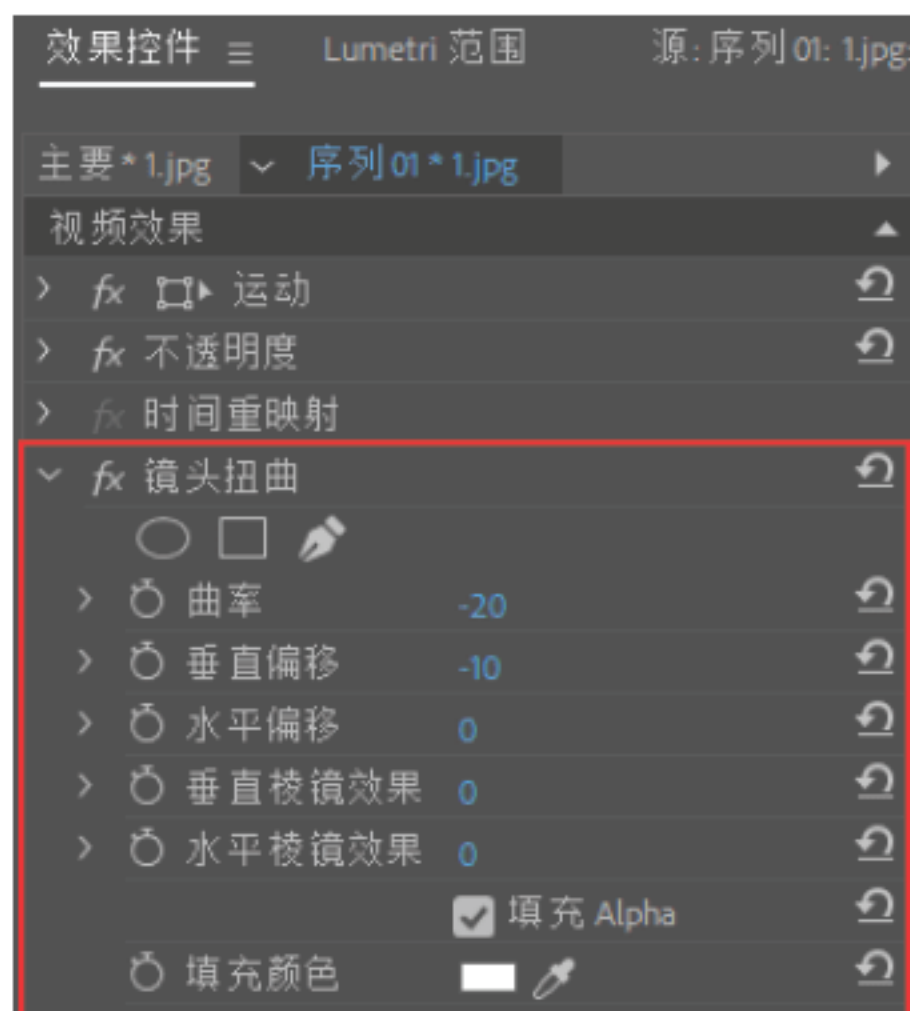 效果控件 Lumetri 范围 源: 序列 01: 1.jpg:
主要 * 1.jpg 序列 01 * 1.jpg
视频效果
fx 运动
fx 不透明度
fx 时间重映射
fx 镜头扭曲
曲率 -20
垂直偏移 -10
水平偏移 0
垂直棱镜效果 0
水平棱镜效果 0
填充 Alpha
填充颜色